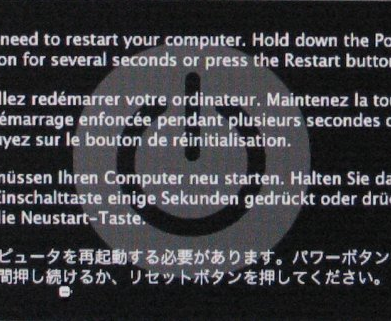 need to restart your computer. Hold down the Po
on for several seconds or press the Restart button
llez redémarrer votre ordinateur. Maintenez la tou
émarrage enfoncée pendant plusieurs secondes o
uyez sur le bouton de réinitialisation.
müssen Ihren Computer neu starten. Halten Sie da
Einschalttaste einige Sekunden gedrückt oder drüc
die Neustart-Taste.
ピュータを再起動する必要があります。パワーボタン
間押し続けるか、リセットボタンを押してください。